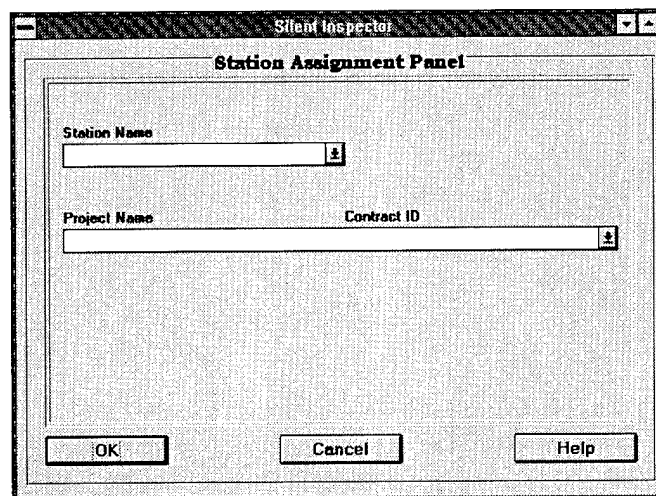 Silent Inspector
Station Assignment Panel
Station Name
Project Name Contract ID
OK Cancel Help